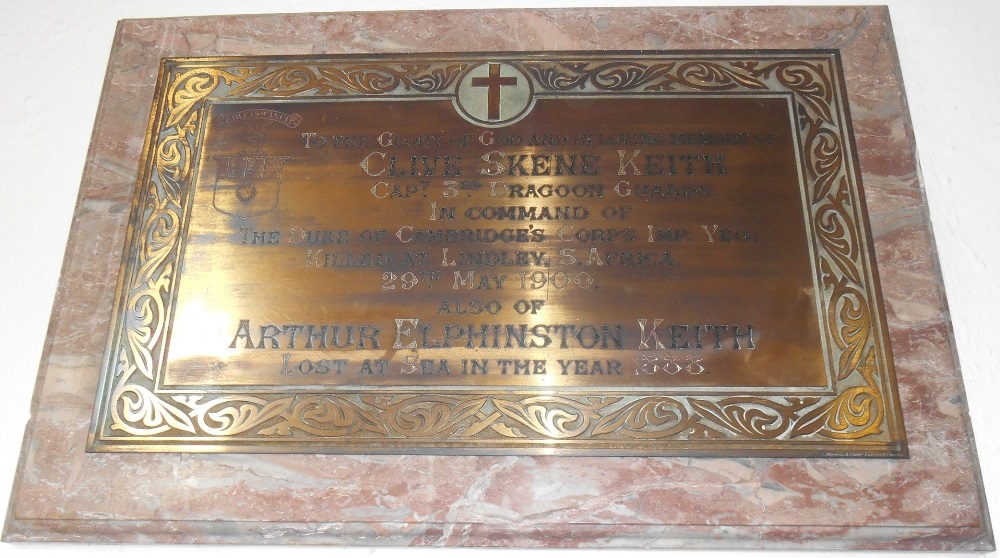 To the Glory of God and in loving memory of
Clive Skene Keith
Capt 3rd Dragoon Guards.
In command of
The Duke of Cambridge's Corps Imp. Yeo.
Killed at Lindley, S. Africa.
29th May 1900.
Also of
Arthur Elphinston Keith
Lost at Sea in the year